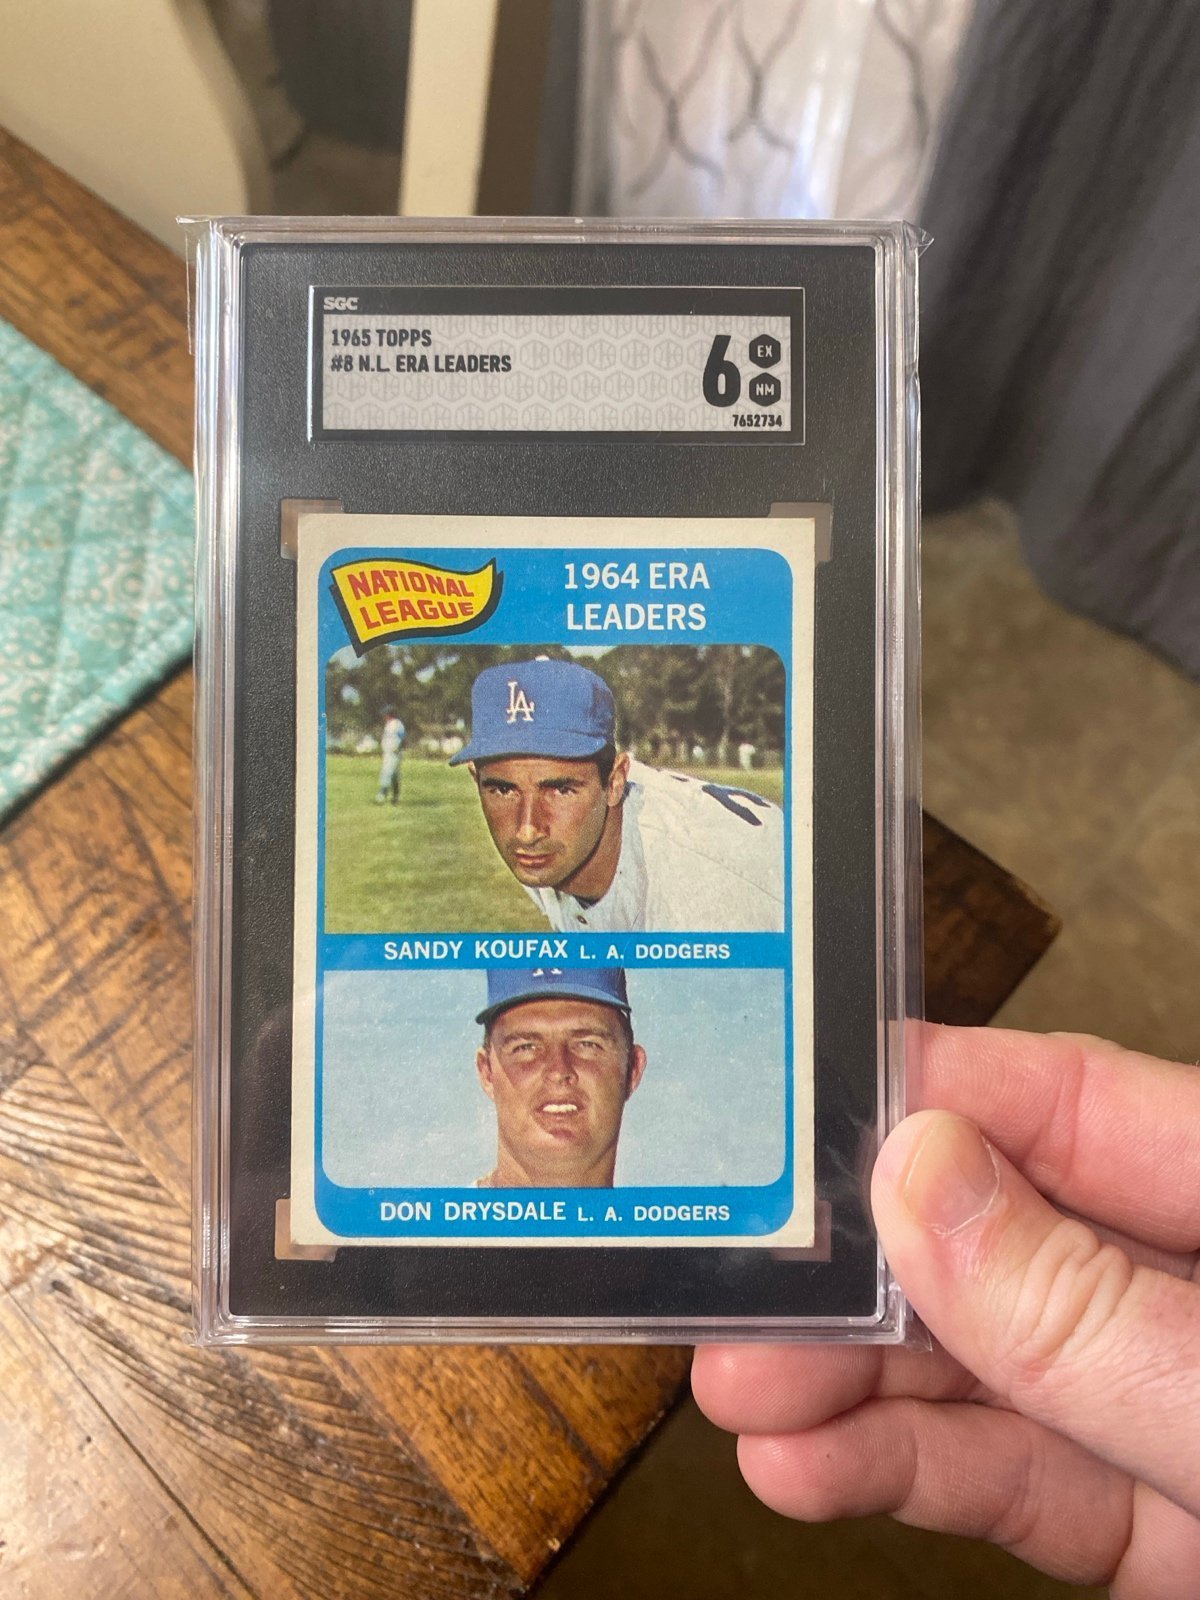 SGC
1965 TOPPS
#8 N.L. ERA LEADERS
6
EX
NM
7652734
NATIONAL
LEAGUE
1964 ERA
LEADERS
LA
SANDY KOUFAX L. A. DODGERS
DON DRYSDALE L. A. DODGERS